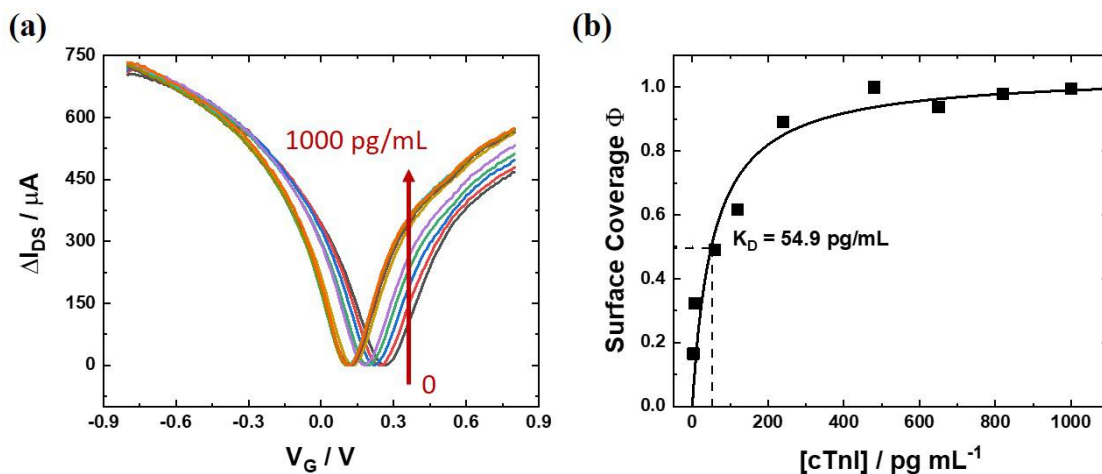 (a)
750
600
450
300
150
0
ΔI_DS / μA
1000 pg/mL
0
-0.9 -0.6 -0.3 0.0 0.3 0.6 0.9
V_G / V
(b)
1.0
0.8
0.6
0.4
0.2
0.0
Surface Coverage Φ
K_D = 54.9 pg/mL
0 200 400 600 800 1000
[cTnI] / pg mL⁻¹